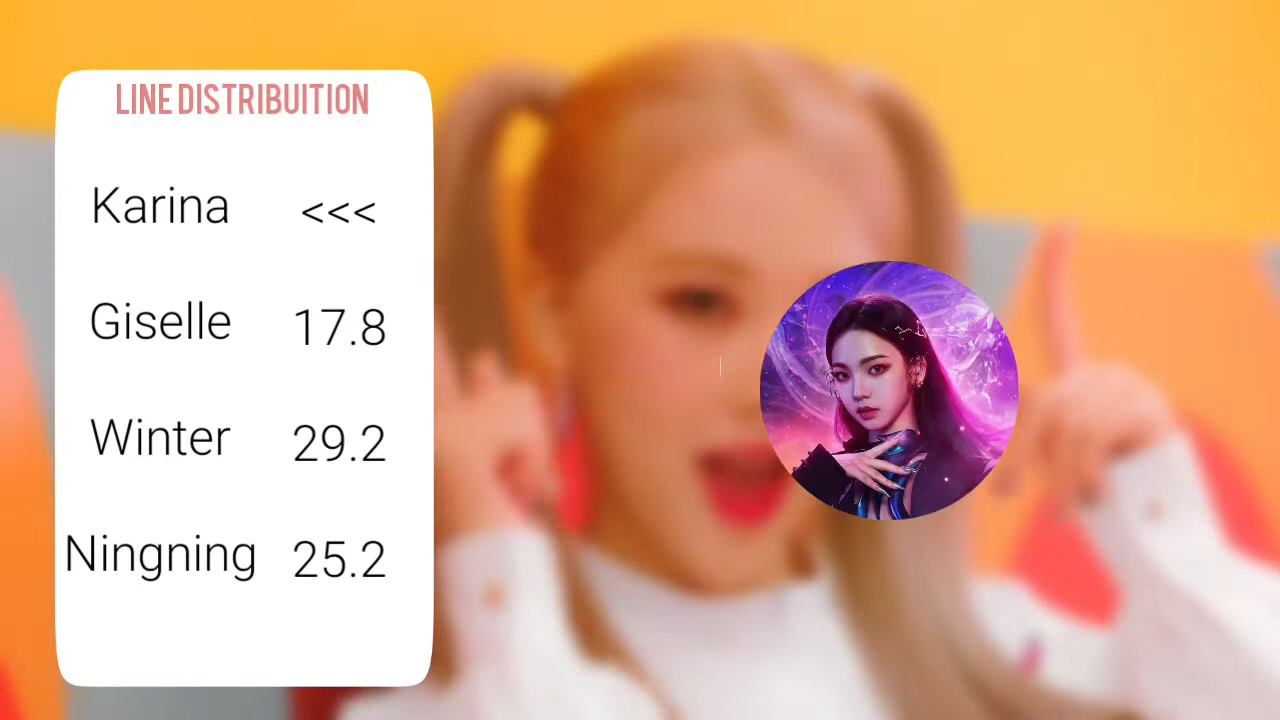 LINE DISTRIBUITION
Karina <<<
Giselle 17.8
Winter 29.2
Ningning 25.2